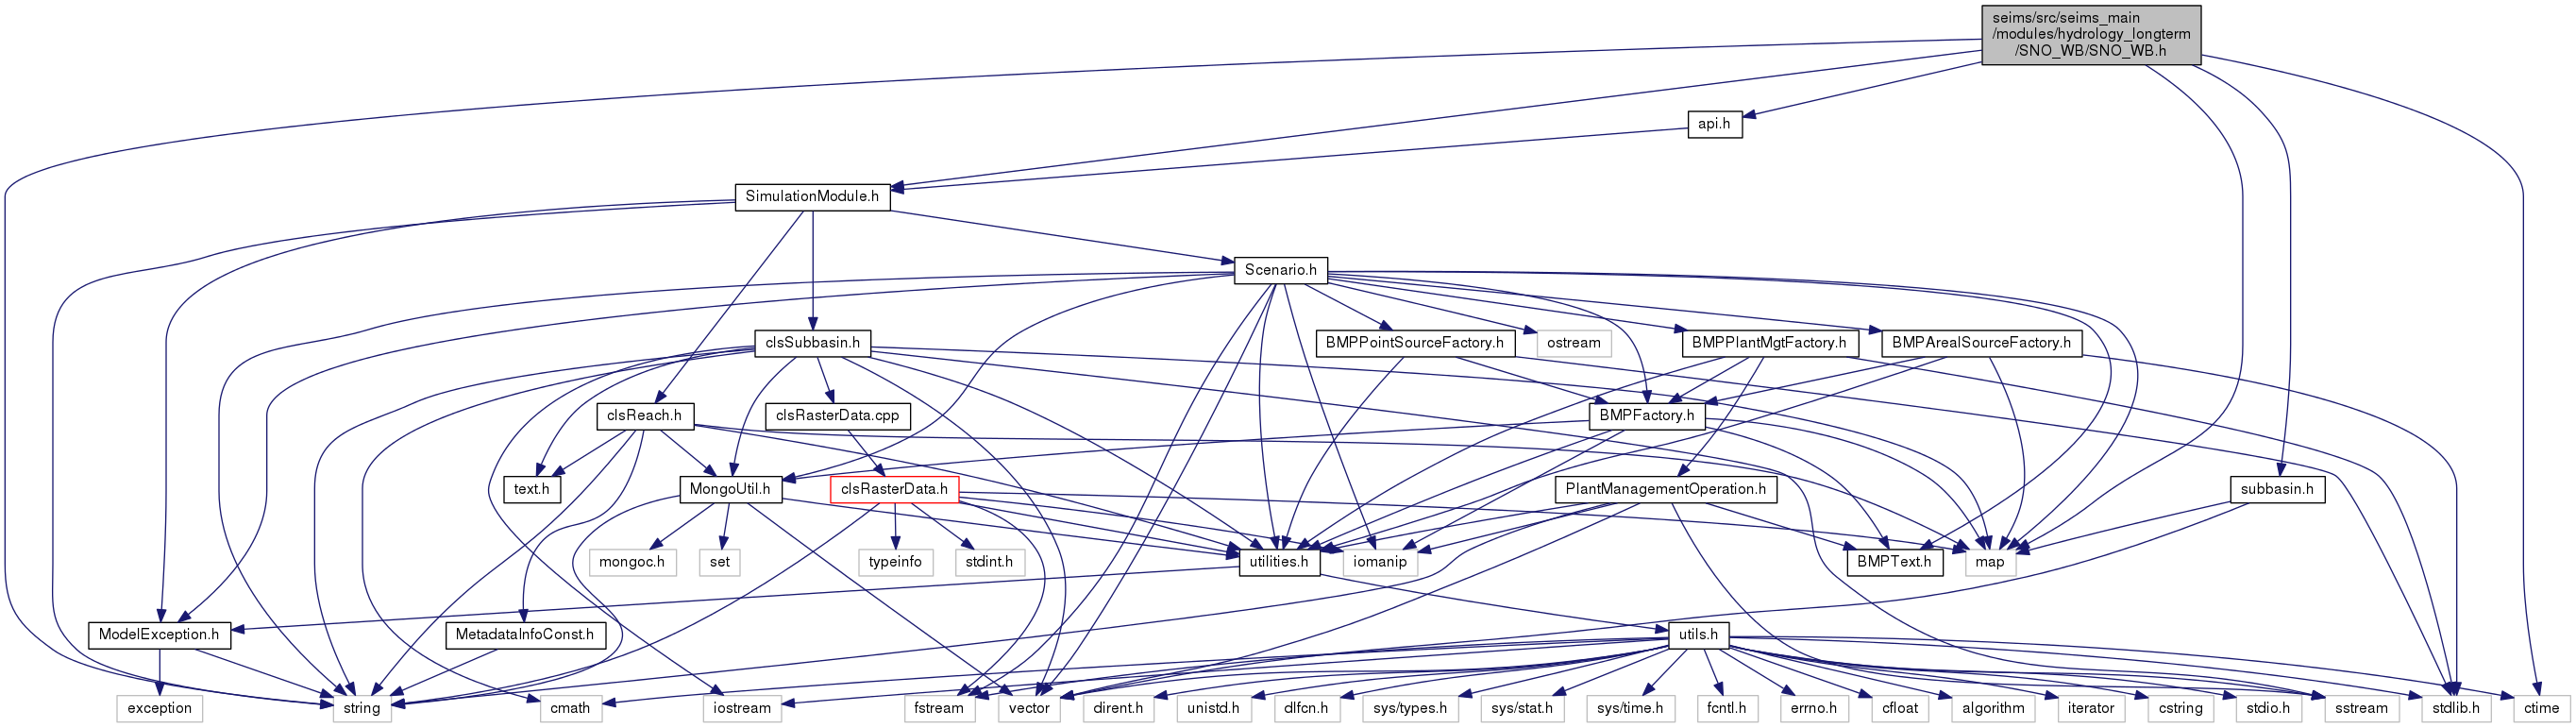 seims/src/seims_main
/modules/hydrology_longterm
/SNO_WB/SNO_WB.h
api.h
SimulationModule.h
Scenario.h
clsSubbasin.h
BMPPointSourceFactory.h
ostream
BMPPlantMgtFactory.h
BMPArealSourceFactory.h
clsReach.h
clsRasterData.cpp
BMPFactory.h
text.h
MongoUtil.h
clsRasterData.h
PlantManagementOperation.h
subbasin.h
mongoc.h
set
typeinfo
stdint.h
utilities.h
iomanip
BMPText.h
map
ModelException.h
MetadataInfoConst.h
utils.h
exception
string
cmath
iostream
fstream
vector
dirent.h
unistd.h
dlfcn.h
sys/types.h
sys/stat.h
sys/time.h
fcntl.h
errno.h
cfloat
algorithm
iterator
cstring
stdio.h
sstream
stdlib.h
ctime